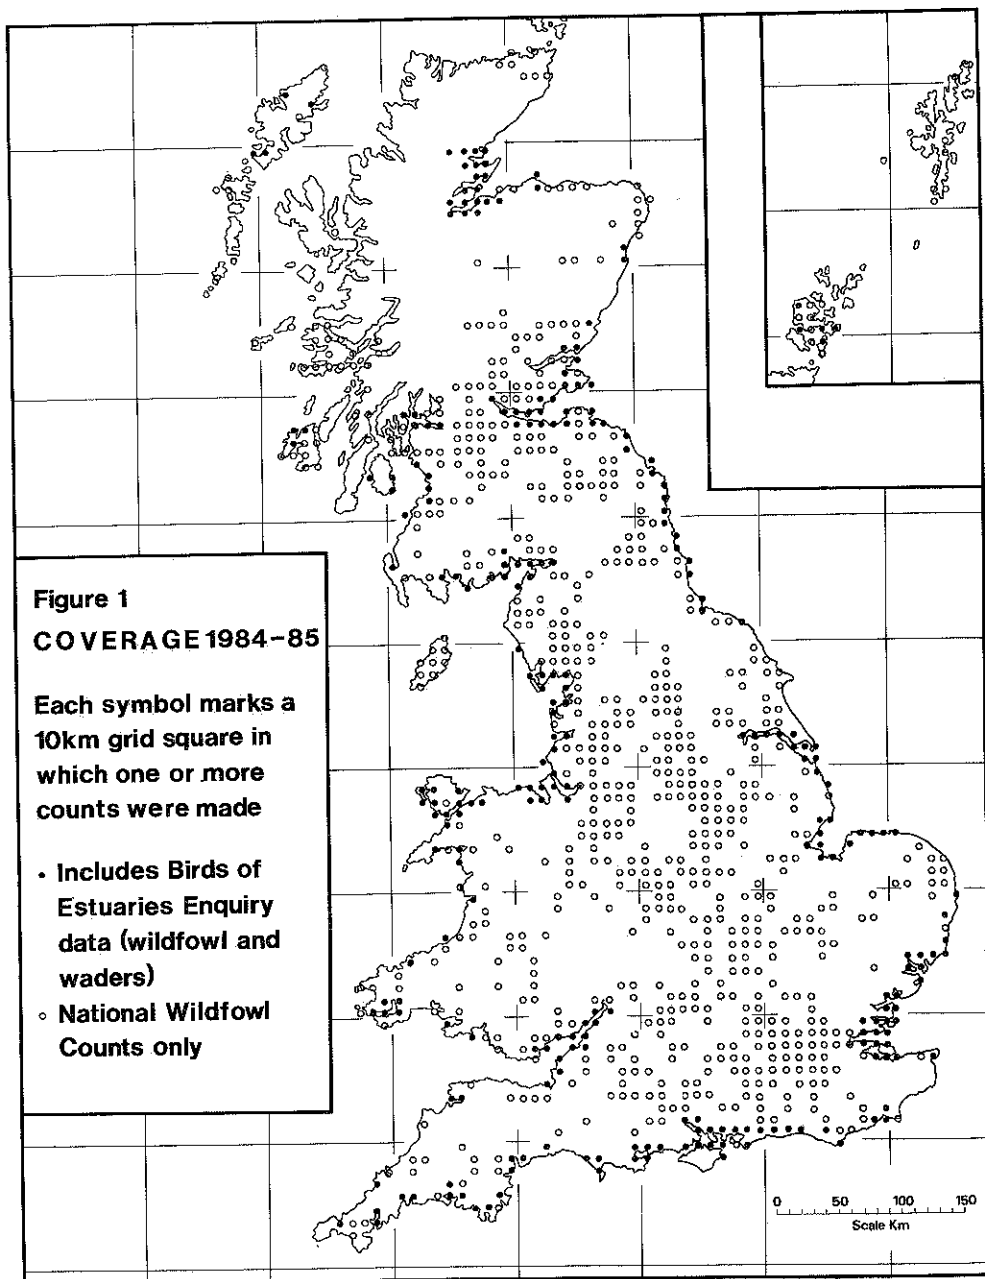 Figure 1
COVERAGE 1984-85
Each symbol marks a
10km grid square in
which one or more
counts were made
• Includes Birds of
Estuaries Enquiry
data (wildfowl and
waders)
○ National Wildfowl
Counts only
0 50 100 150
Scale Km